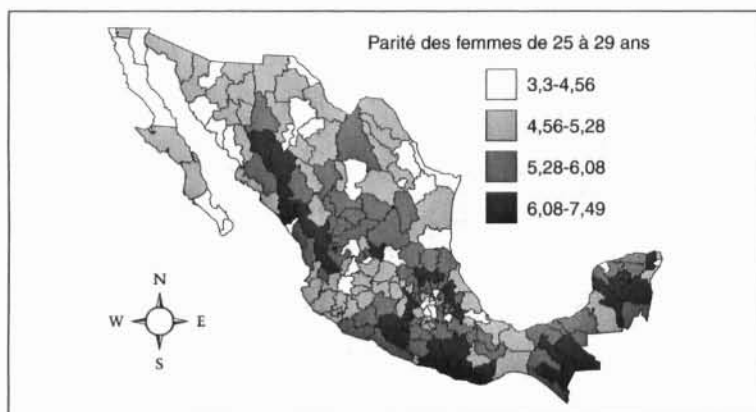 Parité des femmes de 25 à 29 ans
3,3-4,56
4,56-5,28
5,28-6,08
6,08-7,49
N
W E
S